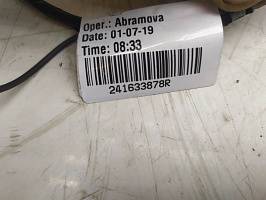 Oper.: Abramova
Date: 01-07-19
Time: 08:33
241633878R